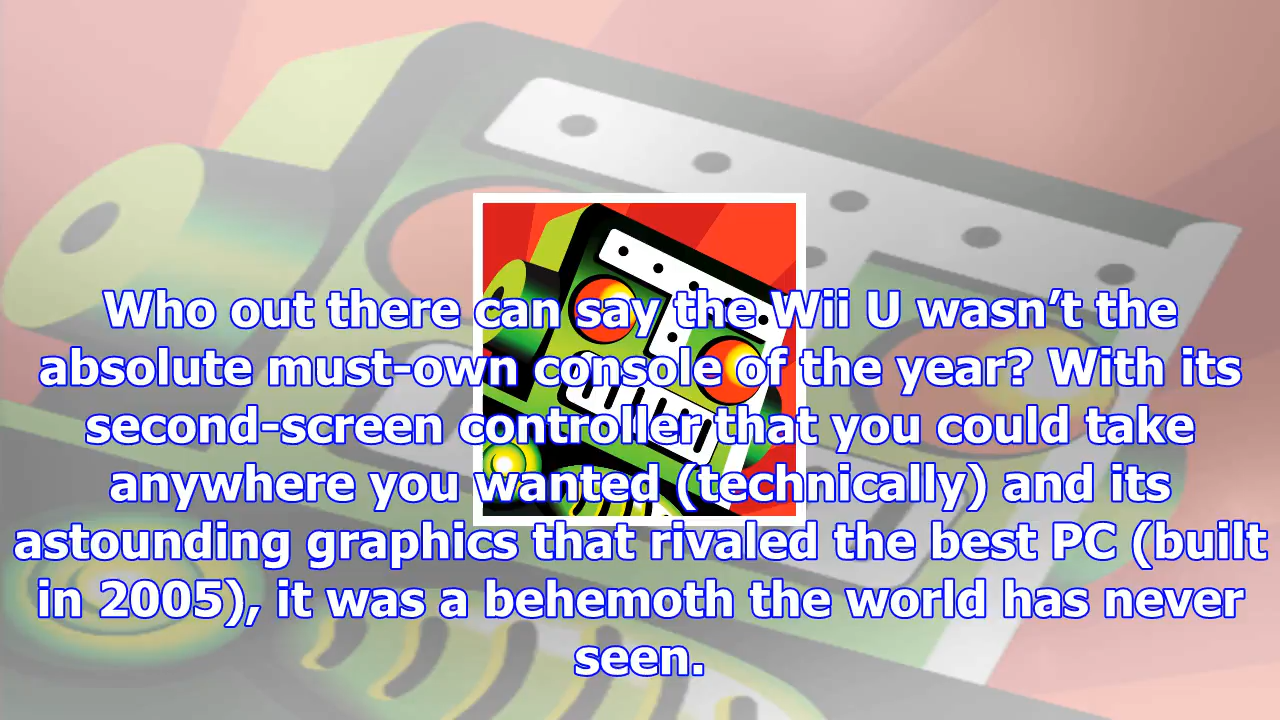 Who out there can say the Wii U wasn’t the
absolute must-own console of the year? With its
second-screen controller that you could take
anywhere you wanted (technically) and its
astounding graphics that rivaled the best PC (built
in 2005), it was a behemoth the world has never
seen.